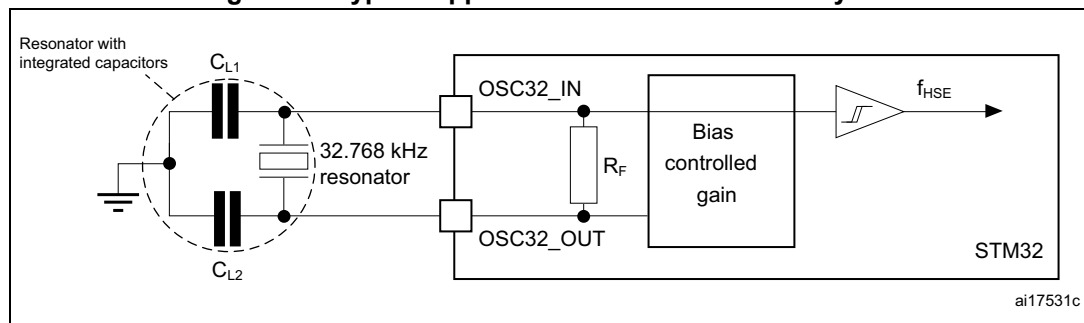 Resonator with
integrated capacitors
CL1
OSC32_IN
fHSE
32.768 kHz
resonator
RF
Bias
controlled
gain
OSC32_OUT
STM32
CL2
ai17531c